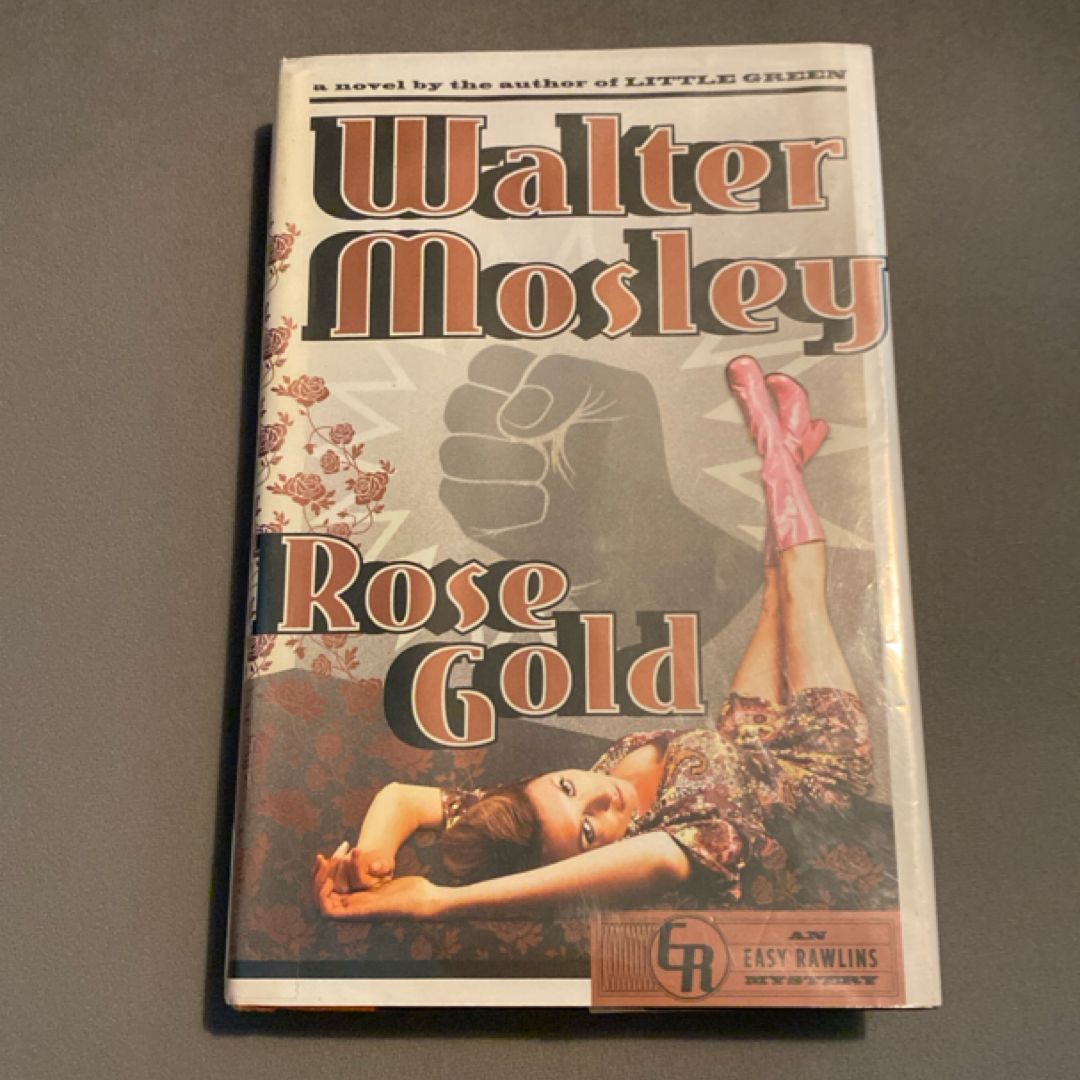 a novel by the author of LITTLE GREEN
Walter
Mosley
Rose
Gold
ER
AN
EASY RAWLINS
MYSTERY